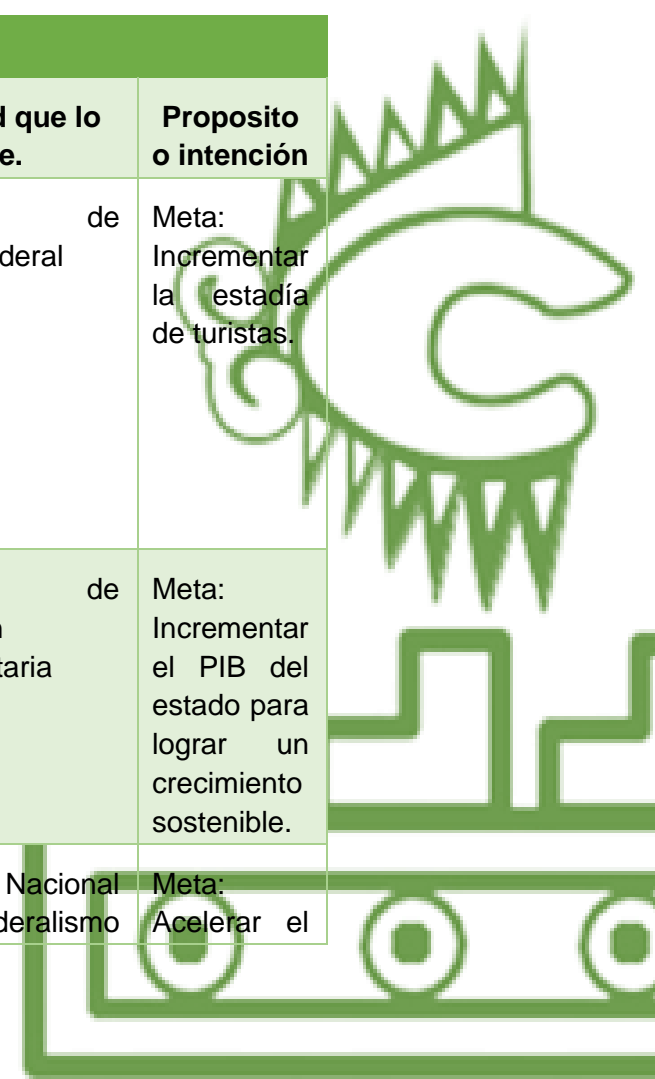 d que lo
e.
Proposito
o intención
de
deral
Meta:
Incrementar
la estadía
de turistas.
de
n
taria
Meta:
Incrementar
el PIB del
estado para
lograr un
crecimiento
sostenible.
Nacional
deralismo
Meta:
Acelerar el